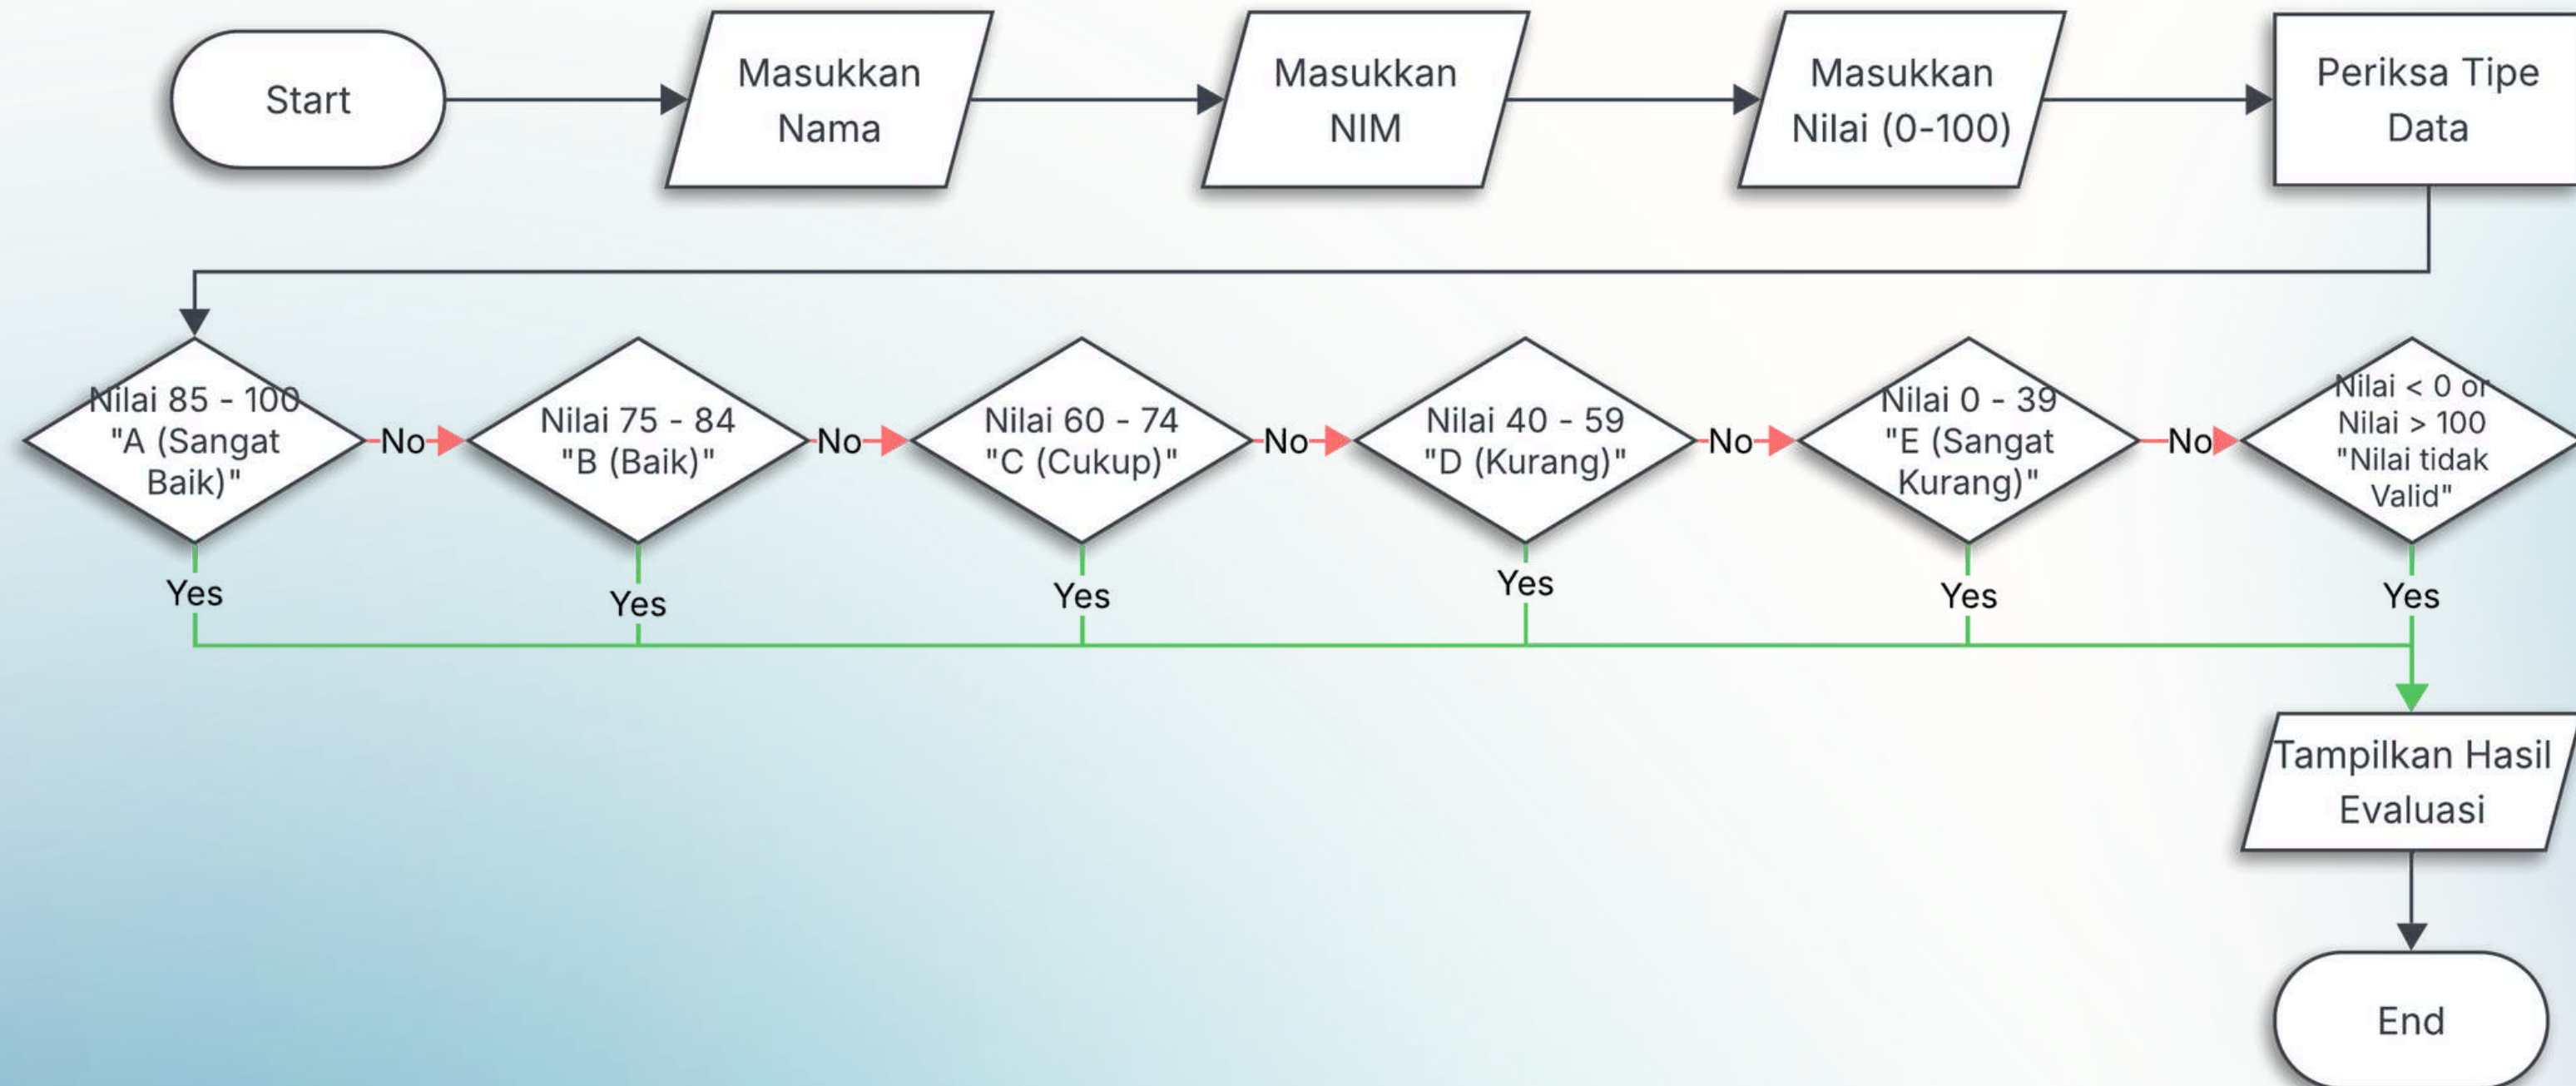 Start
Masukkan
Nama
Masukkan
NIM
Masukkan
Nilai (0-100)
Periksa Tipe
Data
Nilai 85 - 100
"A (Sangat
Baik)"
No
Nilai 75 - 84
"B (Baik)"
No
Nilai 60 - 74
"C (Cukup)"
No
Nilai 40 - 59
"D (Kurang)"
No
Nilai 0 - 39
"E (Sangat
Kurang)"
No
Nilai < 0 or
Nilai > 100
"Nilai tidak
Valid"
Yes
Yes
Yes
Yes
Yes
Yes
Tampilkan Hasil
Evaluasi
End